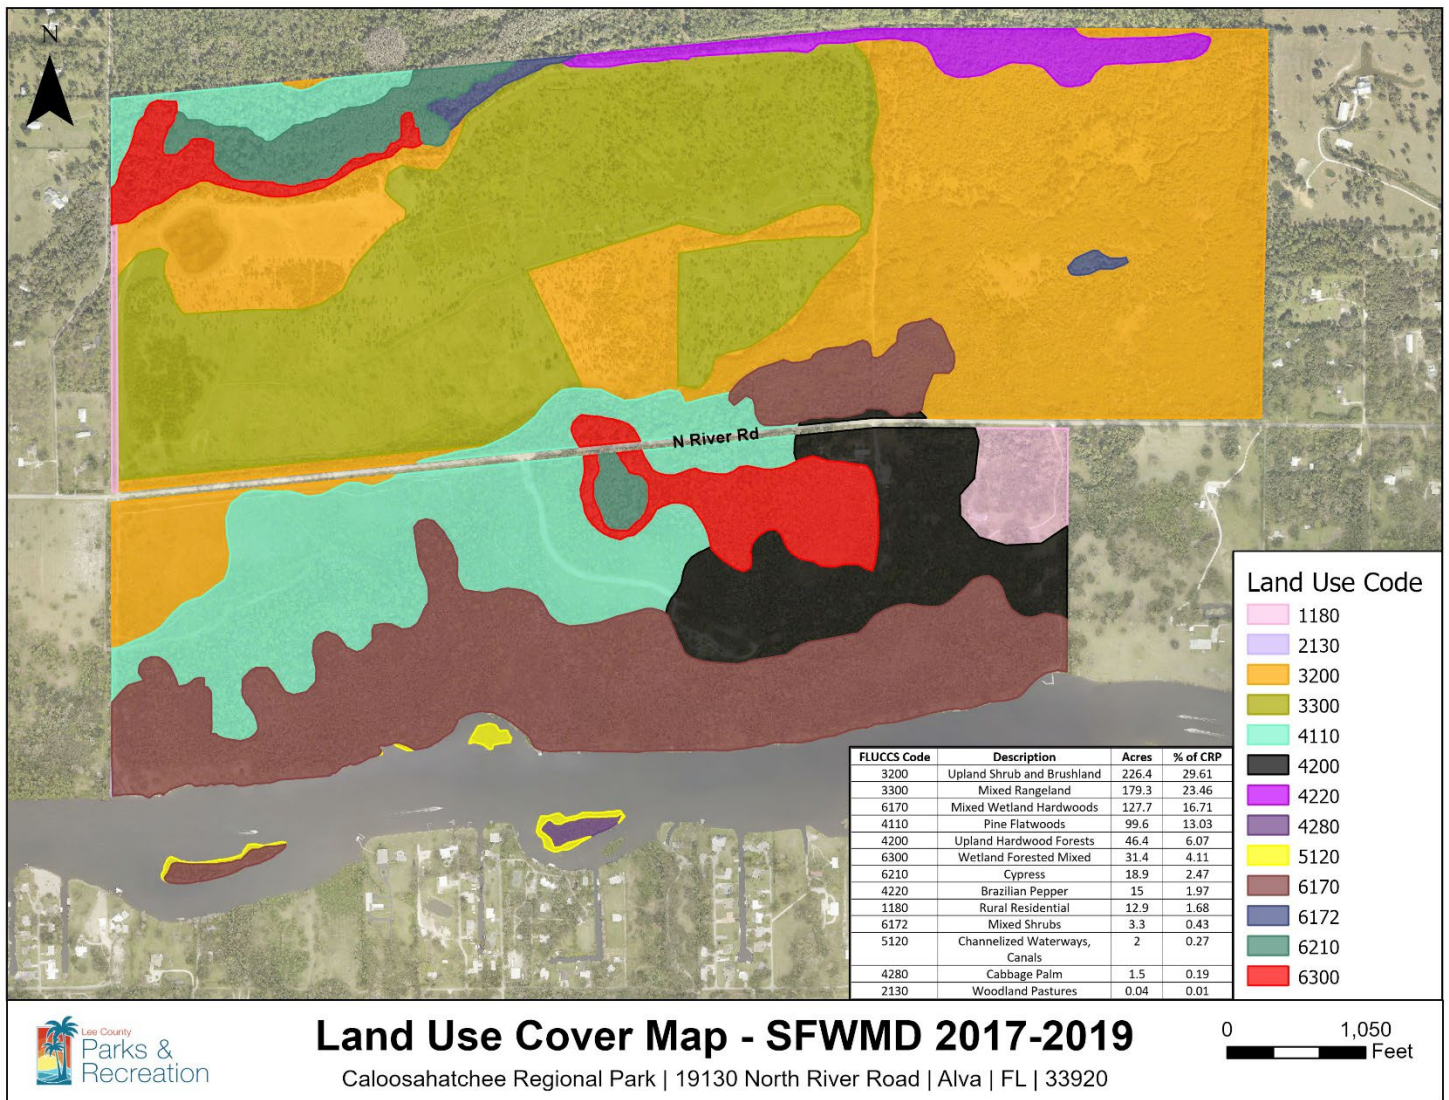 N
N River Rd
Land Use Code
1180
2130
3200
3300
4110
4200
4220
4280
5120
6170
6172
6210
6300
FLUCCS Code Description Acres % of CRP
3200 Upland Shrub and Brushland 226.4 29.61
3300 Mixed Rangeland 179.3 23.46
6170 Mixed Wetland Hardwoods 127.7 16.71
4110 Pine Flatwoods 99.6 13.03
4200 Upland Hardwood Forests 46.4 6.07
6300 Wetland Forested Mixed 31.4 4.11
6210 Cypress 18.9 2.47
4220 Brazilian Pepper 15 1.97
1180 Rural Residential 12.9 1.68
6172 Mixed Shrubs 3.3 0.43
5120 Channelized Waterways, 2 0.27
Canals
4280 Cabbage Palm 1.5 0.19
2130 Woodland Pastures 0.04 0.01
Lee County
Parks &
Recreation
Land Use Cover Map - SFWMD 2017-2019
Caloosahatchee Regional Park | 19130 North River Road | Alva | FL | 33920
0 1,050
Feet